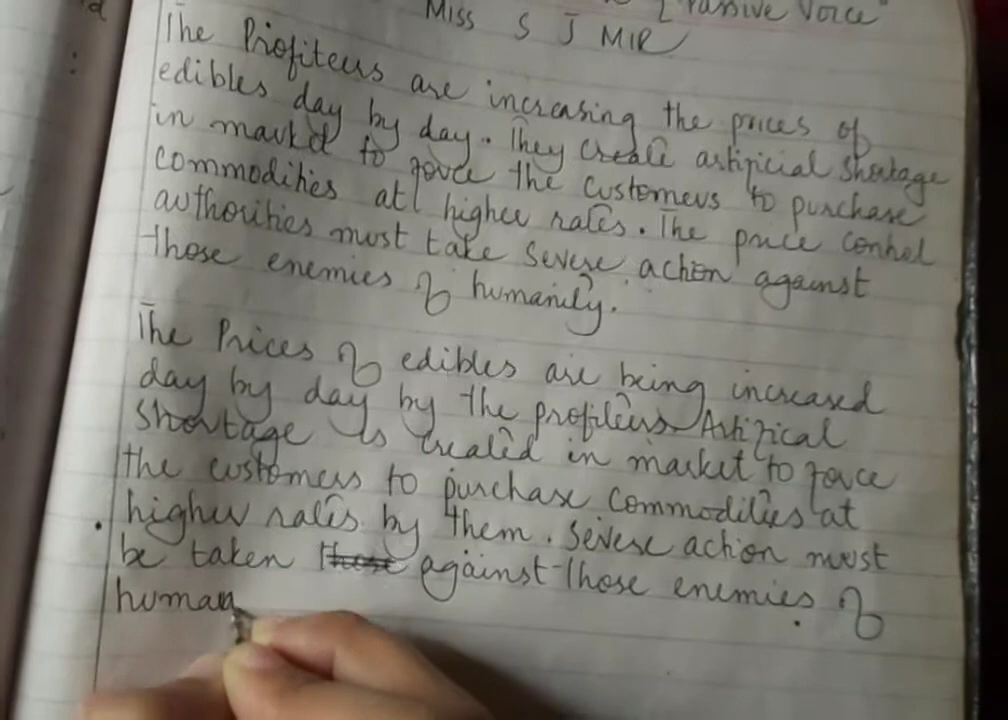 Passive Voice"
Miss S J MIR
The Profiteers are increasing the prices of
edibles day by day. They create artificial shortage
in market to force the customers to purchase
commodities at higher rates. The price control
authorities must take severe action against
those enemies of humanity.
The Prices of edibles are being increased
day by day by the profiteers. Artifical
shortage is created in market to force
the customers to purchase commodities at
higher rates by them. Severe action must
be taken those against those enemies of
human